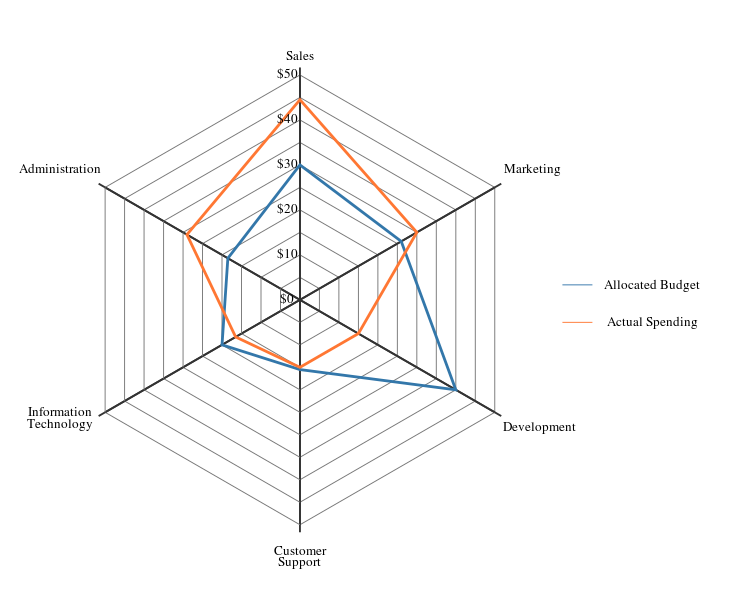 Sales
$50
$40
$30
$20
$10
$0
Administration
Marketing
Allocated Budget
Actual Spending
Information
Technology
Development
Customer
Support